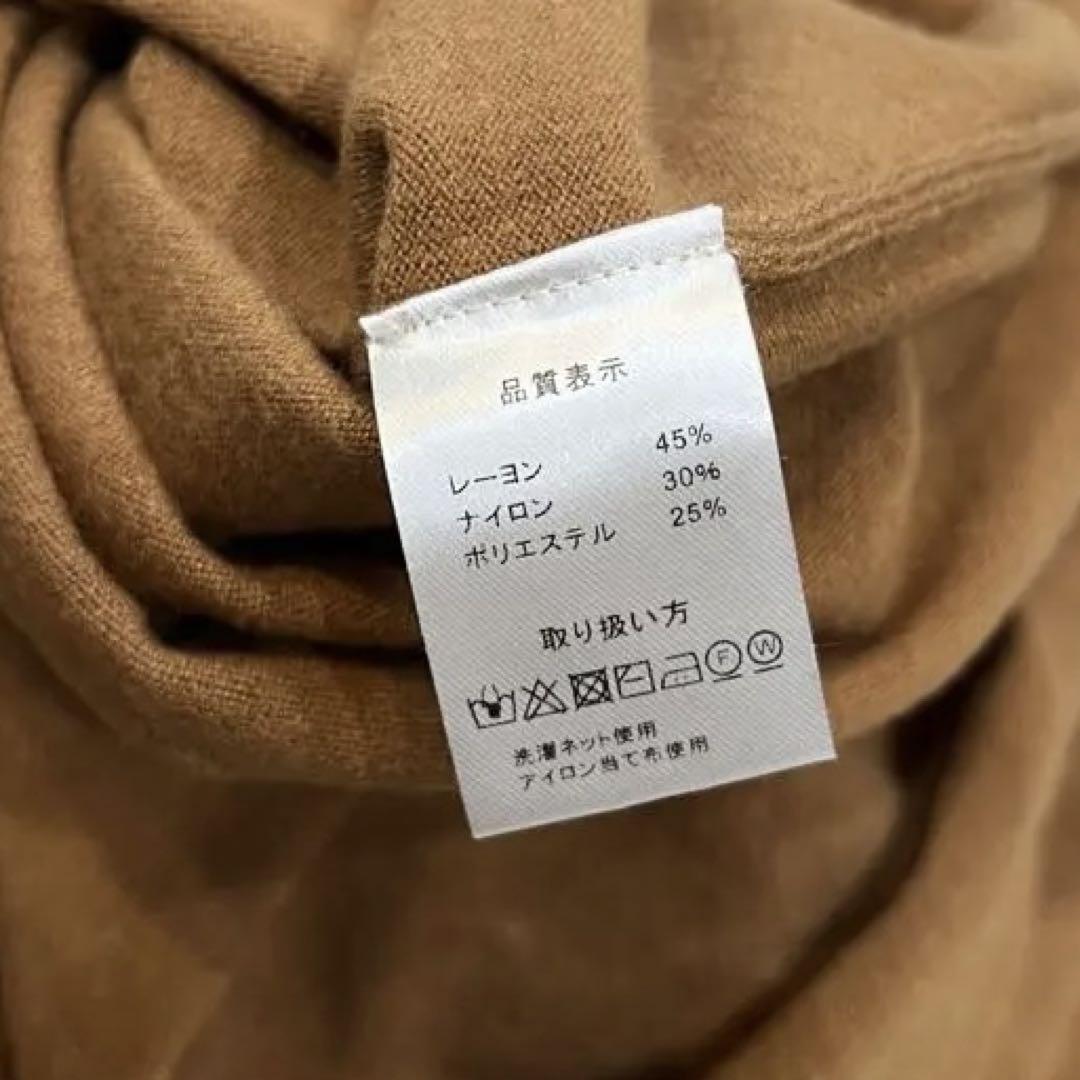 品質表示
レーヨン 45%
ナイロン 30%
ポリエステル 25%
取り扱い方
F W
洗濯ネット使用
アイロン当て布使用